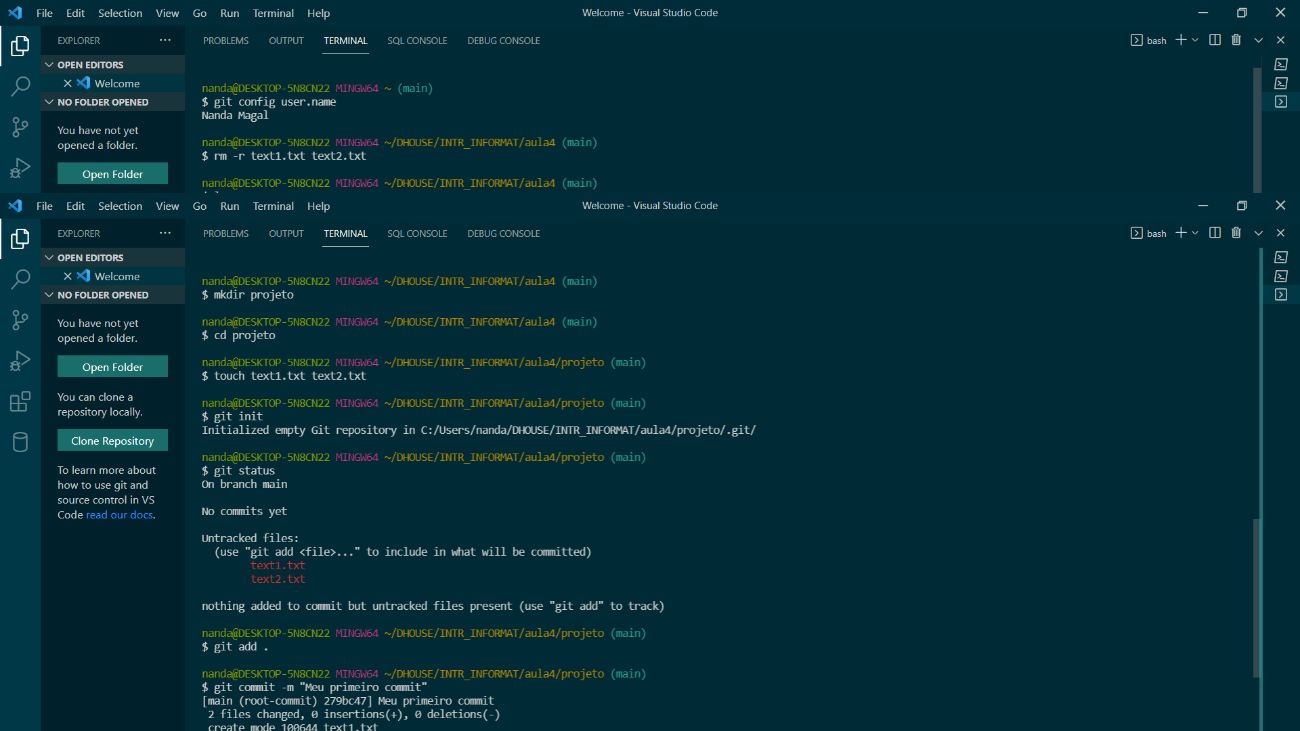 File Edit Selection View Go Run Terminal Help Welcome - Visual Studio Code
EXPLORER ··· PROBLEMS OUTPUT TERMINAL SQL CONSOLE DEBUG CONSOLE bash
OPEN EDITORS
Welcome
NO FOLDER OPENED
You have not yet
opened a folder.
Open Folder
nanda@DESKTOP-5N8CN22 MINGW64 ~ (main)
$ git config user.name
Nanda Magal
nanda@DESKTOP-5N8CN22 MINGW64 ~/DHOUSE/INTR_INFORMAT/aula4 (main)
$ rm -r text1.txt text2.txt
nanda@DESKTOP-5N8CN22 MINGW64 ~/DHOUSE/INTR_INFORMAT/aula4 (main)
File Edit Selection View Go Run Terminal Help Welcome - Visual Studio Code
EXPLORER ··· PROBLEMS OUTPUT TERMINAL SQL CONSOLE DEBUG CONSOLE bash
OPEN EDITORS
Welcome
NO FOLDER OPENED
You have not yet
opened a folder.
Open Folder
You can clone a
repository locally.
Clone Repository
To learn more about
how to use git and
source control in VS
Code read our docs.
nanda@DESKTOP-5N8CN22 MINGW64 ~/DHOUSE/INTR_INFORMAT/aula4 (main)
$ mkdir projeto
nanda@DESKTOP-5N8CN22 MINGW64 ~/DHOUSE/INTR_INFORMAT/aula4 (main)
$ cd projeto
nanda@DESKTOP-5N8CN22 MINGW64 ~/DHOUSE/INTR_INFORMAT/aula4/projeto (main)
$ touch text1.txt text2.txt
nanda@DESKTOP-5N8CN22 MINGW64 ~/DHOUSE/INTR_INFORMAT/aula4/projeto (main)
$ git init
Initialized empty Git repository in C:/Users/nanda/DHOUSE/INTR_INFORMAT/aula4/projeto/.git/
nanda@DESKTOP-5N8CN22 MINGW64 ~/DHOUSE/INTR_INFORMAT/aula4/projeto (main)
$ git status
On branch main
No commits yet
Untracked files:
(use "git add <file>..." to include in what will be committed)
text1.txt
text2.txt
nothing added to commit but untracked files present (use "git add" to track)
nanda@DESKTOP-5N8CN22 MINGW64 ~/DHOUSE/INTR_INFORMAT/aula4/projeto (main)
$ git add .
nanda@DESKTOP-5N8CN22 MINGW64 ~/DHOUSE/INTR_INFORMAT/aula4/projeto (main)
$ git commit -m "Meu primeiro commit"
[main (root-commit) 279bc47] Meu primeiro commit
2 files changed, 0 insertions(+), 0 deletions(-)
create mode 100644 text1.txt